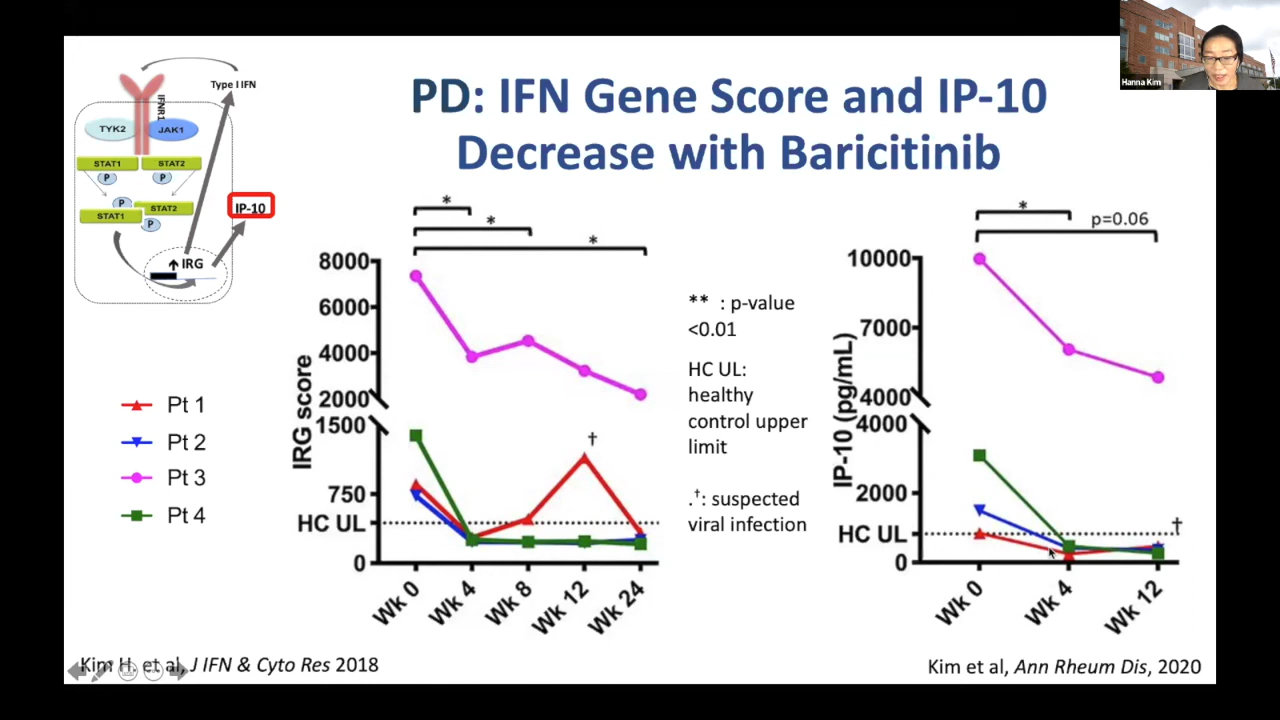 PD: IFN Gene Score and IP-10
Decrease with Baricitinib
Hanna Kim
Type I IFN
IFNR1
TYK2
JAK1
STAT1
STAT2
P
P
P
STAT2
STAT1
P
IP-10
IRG
Pt 1
Pt 2
Pt 3
Pt 4
*
*
*
IRG score
8000
6000
4000
2000
1500
750
HC UL
0
†
Wk 0
Wk 4
Wk 8
Wk 12
Wk 24
** : p-value
<0.01
HC UL:
healthy
control upper
limit
.†: suspected
viral infection
*
p=0.06
IP-10 (pg/mL)
10000
7000
4000
4000
2000
HC UL
0
†
Wk 0
Wk 4
Wk 12
Kim H. et al, J IFN & Cyto Res 2018
Kim et al, Ann Rheum Dis, 2020